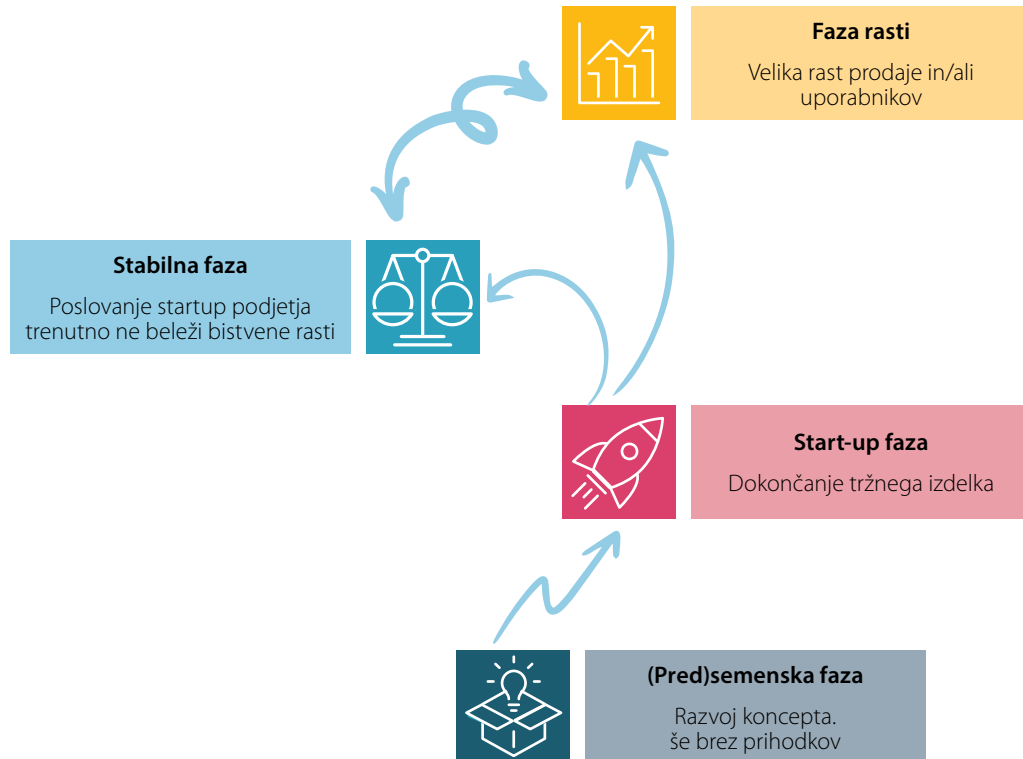 Faza rasti
Velika rast prodaje in/ali
uporabnikov
Stabilna faza
Poslovanje startup podjetja
trenutno ne beleži bistvene rasti
Start-up faza
Dokončanje tržnega izdelka
(Pred)semenska faza
Razvoj koncepta.
še brez prihodkov